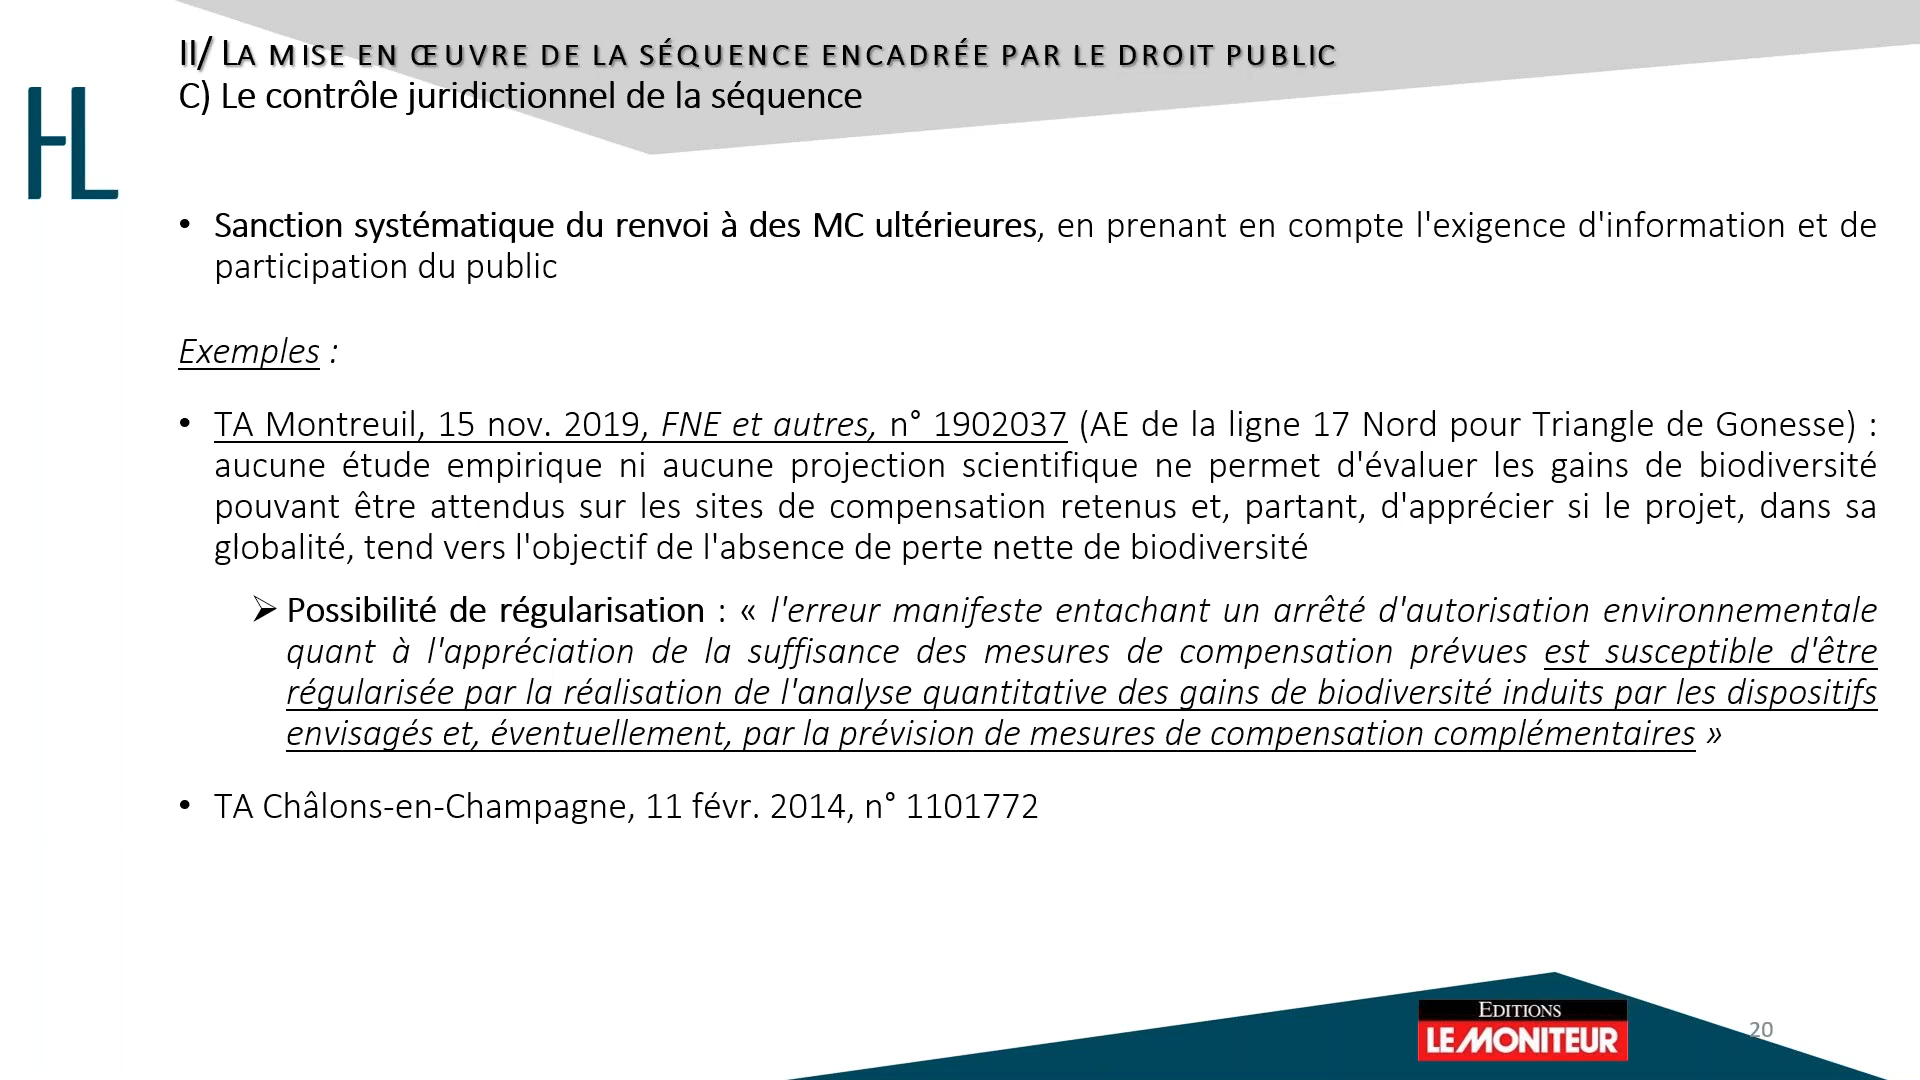 II/ LA MISE EN ŒUVRE DE LA SÉQUENCE ENCADRÉE PAR LE DROIT PUBLIC
C) Le contrôle juridictionnel de la séquence
HL
• Sanction systématique du renvoi à des MC ultérieures, en prenant en compte l'exigence d'information et de
participation du public
Exemples :
• TA Montreuil, 15 nov. 2019, FNE et autres, n° 1902037 (AE de la ligne 17 Nord pour Triangle de Gonesse) :
aucune étude empirique ni aucune projection scientifique ne permet d'évaluer les gains de biodiversité
pouvant être attendus sur les sites de compensation retenus et, partant, d'apprécier si le projet, dans sa
globalité, tend vers l'objectif de l'absence de perte nette de biodiversité
➢ Possibilité de régularisation : « l'erreur manifeste entachant un arrêté d'autorisation environnementale
quant à l'appréciation de la suffisance des mesures de compensation prévues est susceptible d'être
régularisée par la réalisation de l'analyse quantitative des gains de biodiversité induits par les dispositifs
envisagés et, éventuellement, par la prévision de mesures de compensation complémentaires »
• TA Châlons-en-Champagne, 11 févr. 2014, n° 1101772
EDITIONS
LE MONITEUR
20